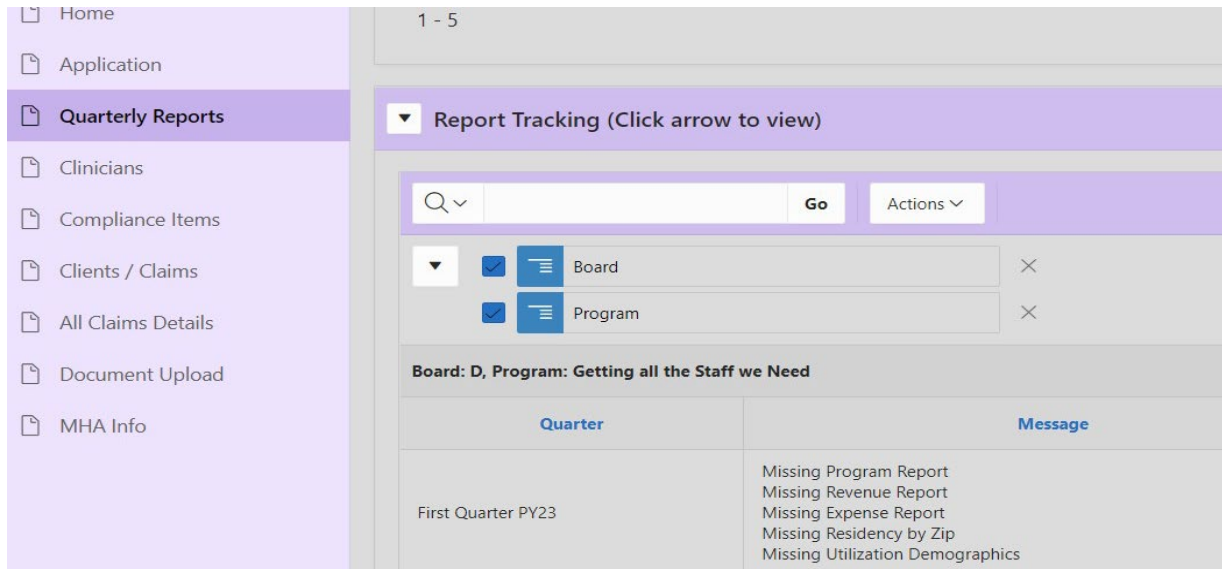 Home
Application
Quarterly Reports
Clinicians
Compliance Items
Clients / Claims
All Claims Details
Document Upload
MHA Info
1 - 5
Report Tracking (Click arrow to view)
Go
Actions
Board
Program
Board: D, Program: Getting all the Staff we Need
Quarter
Message
First Quarter PY23
Missing Program Report
Missing Revenue Report
Missing Expense Report
Missing Residency by Zip
Missing Utilization Demographics